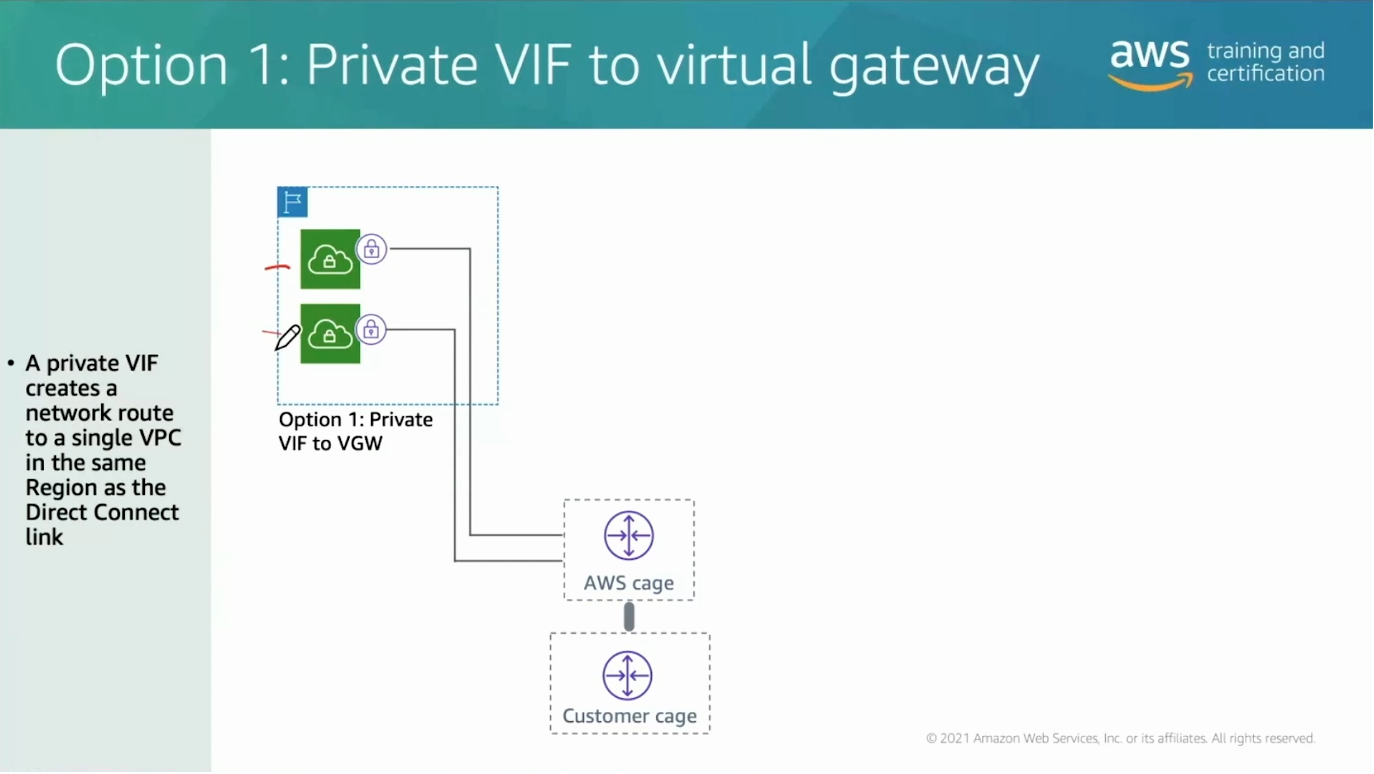 Option 1: Private VIF to virtual gateway
aws training and
certification
• A private VIF
creates a
network route
to a single VPC
in the same
Region as the
Direct Connect
link
Option 1: Private
VIF to VGW
AWS cage
Customer cage
© 2021 Amazon Web Services, Inc. or its affiliates. All rights reserved.